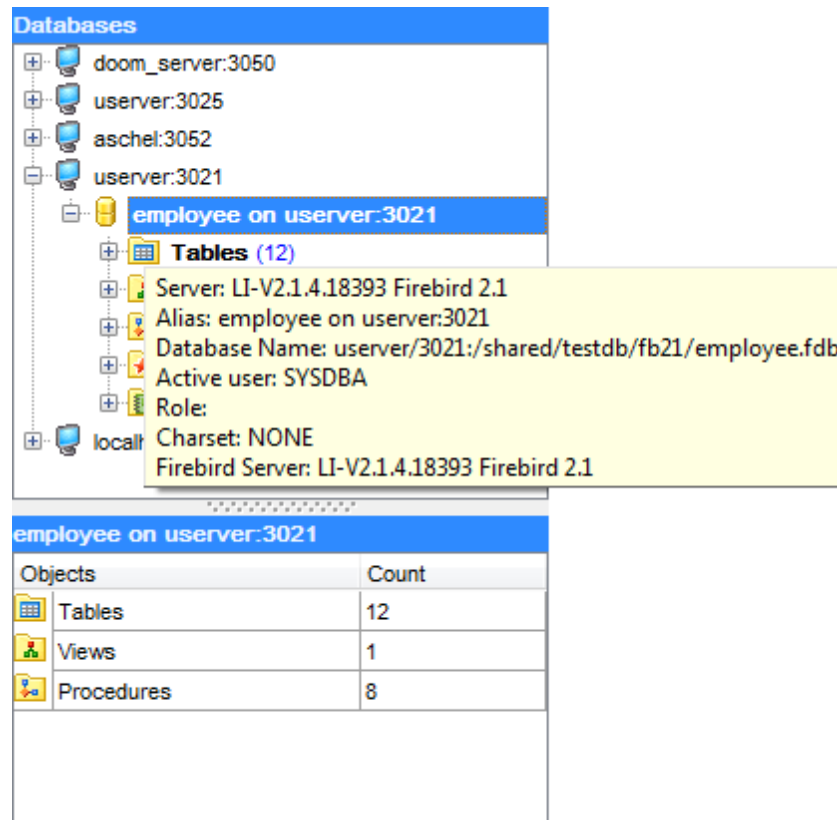 Databases
doom_server:3050
userver:3025
aschel:3052
userver:3021
employee on userver:3021
Tables (12)
Server: LI-V2.1.4.18393 Firebird 2.1
Alias: employee on userver:3021
Database Name: userver/3021:/shared/testdb/fb21/employee.fdb
Active user: SYSDBA
Role:
Charset: NONE
Firebird Server: LI-V2.1.4.18393 Firebird 2.1
employee on userver:3021
Objects Count
Tables 12
Views 1
Procedures 8